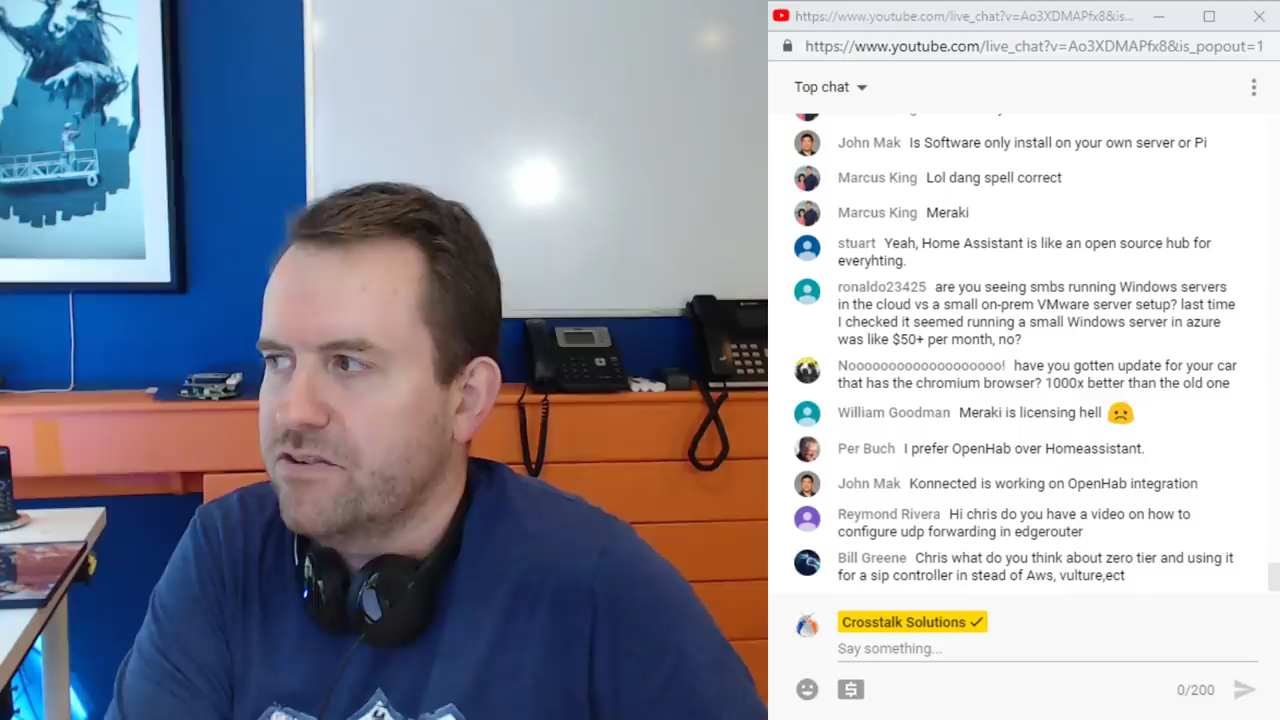 https://www.youtube.com/live_chat?v=Ao3XDMAPfx8&is...
https://www.youtube.com/live_chat?v=Ao3XDMAPfx8&is_popout=1
Top chat
John Mak Is Software only install on your own server or Pi
Marcus King Lol dang spell correct
Marcus King Meraki
stuart Yeah, Home Assistant is like an open source hub for
everyhting.
ronaldo23425 are you seeing smbs running Windows servers
in the cloud vs a small on-prem VMware server setup? last time
I checked it seemed running a small Windows server in azure
was like $50+ per month, no?
Noooooooooooooooooooo! have you gotten update for your car
that has the chromium browser? 1000x better than the old one
William Goodman Meraki is licensing hell
Per Buch I prefer OpenHab over Homeassistant.
John Mak Konnected is working on OpenHab integration
Reymond Rivera Hi chris do you have a video on how to
configure udp forwarding in edgerouter
Bill Greene Chris what do you think about zero tier and using it
for a sip controller in stead of Aws, vulture,ect
Crosstalk Solutions
Say something...
0/200